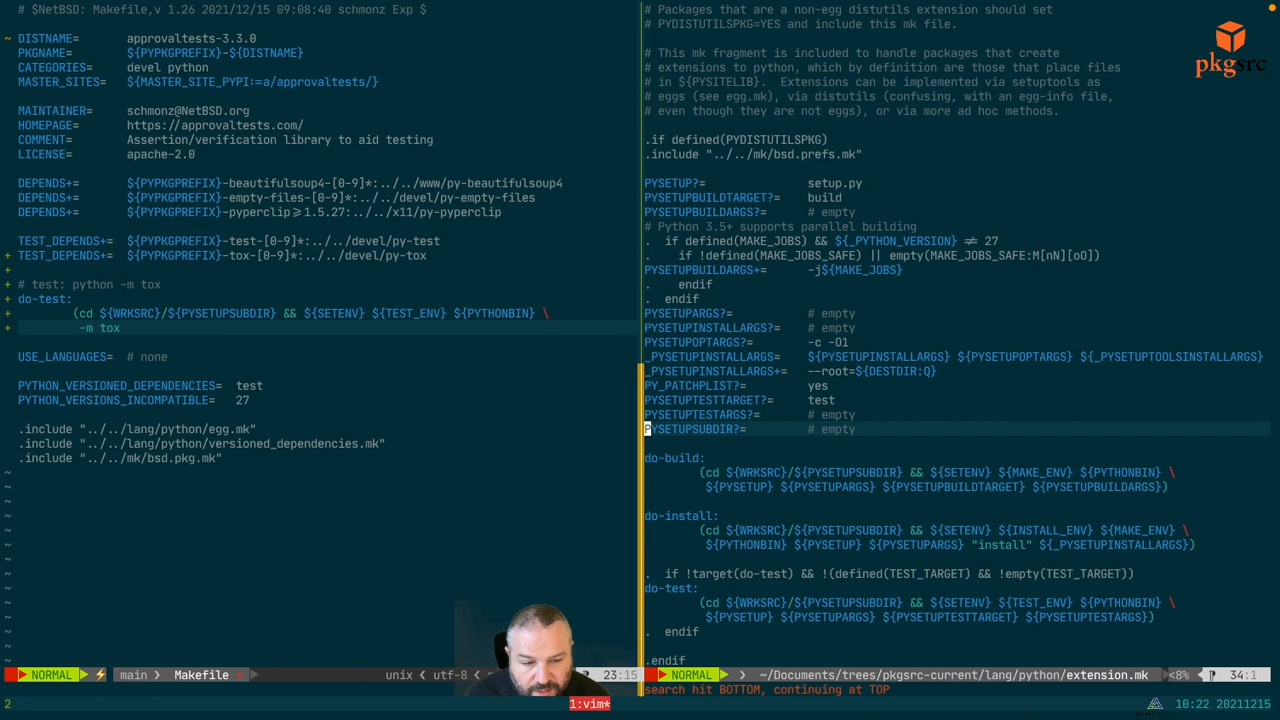 # $NetBSD: Makefile,v 1.26 2021/12/15 09:08:40 schmonz Exp $
~ DISTNAME= approvaltests-3.3.0
PKGNAME= ${PYPKGPREFIX}-${DISTNAME}
CATEGORIES= devel python
MASTER_SITES= ${MASTER_SITE_PYPI:=a/approvaltests/}
MAINTAINER= schmonz@NetBSD.org
HOMEPAGE= https://approvaltests.com/
COMMENT= Assertion/verification library to aid testing
LICENSE= apache-2.0
DEPENDS+= ${PYPKGPREFIX}-beautifulsoup4-[0-9]*:../../www/py-beautifulsoup4
DEPENDS+= ${PYPKGPREFIX}-empty-files-[0-9]*:../../devel/py-empty-files
DEPENDS+= ${PYPKGPREFIX}-pyperclip≥1.5.27:../../x11/py-pyperclip
TEST_DEPENDS+= ${PYPKGPREFIX}-test-[0-9]*:../../devel/py-test
+ TEST_DEPENDS+= ${PYPKGPREFIX}-tox-[0-9]*:../../devel/py-tox
+
+ # test: python -m tox
+ do-test:
+ (cd ${WRKSRC}/${PYSETUPSUBDIR} && ${SETENV} ${TEST_ENV} ${PYTHONBIN} \
+ -m tox
USE_LANGUAGES= # none
PYTHON_VERSIONED_DEPENDENCIES= test
PYTHON_VERSIONS_INCOMPATIBLE= 27
.include "../../lang/python/egg.mk"
.include "../../lang/python/versioned_dependencies.mk"
.include "../../mk/bsd.pkg.mk"
~
~
~
~
~
~
~
~
~
~
~
~
~
~
NORMAL ⚡ main Makefile unix utf-8 23:15
# Packages that are a non-egg distutils extension should set
# PYDISTUTILSPKG=YES and include this mk file.
# This mk fragment is included to handle packages that create
# extensions to python, which by definition are those that place files
# in ${PYSITELIB}. Extensions can be implemented via setuptools as
# eggs (see egg.mk), via distutils (confusing, with an egg-info file,
# even though they are not eggs), or via more ad hoc methods.
.if defined(PYDISTUTILSPKG)
.include "../../mk/bsd.prefs.mk"
PYSETUP?= setup.py
PYSETUPBUILDTARGET?= build
PYSETUPBUILDARGS?= # empty
# Python 3.5+ supports parallel building
. if defined(MAKE_JOBS) && ${_PYTHON_VERSION} ≠ 27
. if !defined(MAKE_JOBS_SAFE) || empty(MAKE_JOBS_SAFE:M[nN][oO])
PYSETUPBUILDARGS+= -j${MAKE_JOBS}
. endif
. endif
PYSETUPARGS?= # empty
PYSETUPINSTALLARGS?= # empty
PYSETUPOPTARGS?= -c -O1
_PYSETUPINSTALLARGS= ${PYSETUPINSTALLARGS} ${PYSETUPOPTARGS} ${_PYSETUPTOOLSINSTALLARGS}
_PYSETUPINSTALLARGS+= --root=${DESTDIR:Q}
PY_PATCHPLIST?= yes
PYSETUPTESTTARGET?= test
PYSETUPTESTARGS?= # empty
PYSETUPSUBDIR?= # empty
do-build:
(cd ${WRKSRC}/${PYSETUPSUBDIR} && ${SETENV} ${MAKE_ENV} ${PYTHONBIN} \
${PYSETUP} ${PYSETUPARGS} ${PYSETUPBUILDTARGET} ${PYSETUPBUILDARGS})
do-install:
(cd ${WRKSRC}/${PYSETUPSUBDIR} && ${SETENV} ${INSTALL_ENV} ${MAKE_ENV} \
${PYTHONBIN} ${PYSETUP} ${PYSETUPARGS} "install" ${_PYSETUPINSTALLARGS})
. if !target(do-test) && !(defined(TEST_TARGET) && !empty(TEST_TARGET))
do-test:
(cd ${WRKSRC}/${PYSETUPSUBDIR} && ${SETENV} ${TEST_ENV} ${PYTHONBIN} \
${PYSETUP} ${PYSETUPARGS} ${PYSETUPTESTTARGET} ${PYSETUPTESTARGS})
. endif
.endif
NORMAL ~/Documents/trees/pkgsrc-current/lang/python/extension.mk <8% 34:1
search hit BOTTOM, continuing at TOP
2 1:vim* 10:22 20211215
pkgsrc